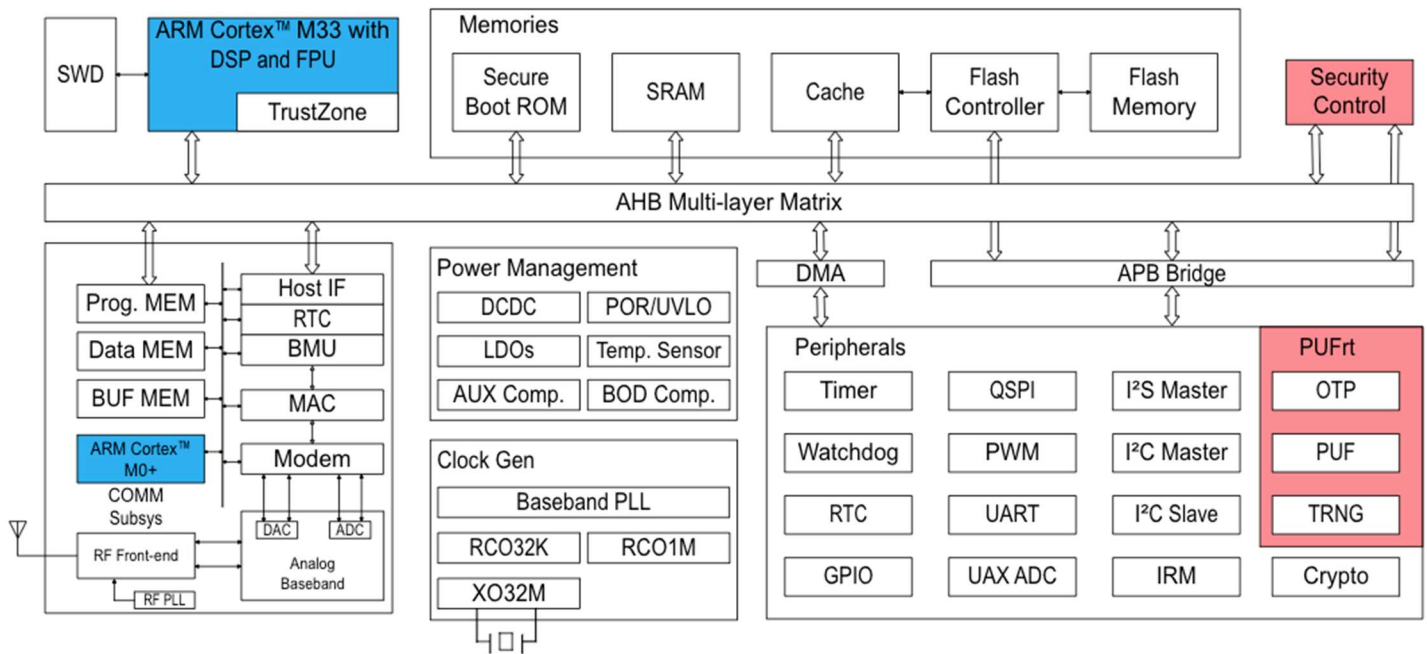 SWD
ARM Cortex™ M33 with
DSP and FPU
TrustZone
Memories
Secure
Boot ROM
SRAM
Cache
Flash
Controller
Flash
Memory
Security
Control
AHB Multi-layer Matrix
Prog. MEM
Data MEM
BUF MEM
ARM Cortex™
M0+
COMM
Subsys
Host IF
RTC
BMU
MAC
Modem
DAC
ADC
Analog
Baseband
RF Front-end
RF PLL
Power Management
DCDC
POR/UVLO
LDOs
Temp. Sensor
AUX Comp.
BOD Comp.
Clock Gen
Baseband PLL
RCO32K
RCO1M
XO32M
DMA
APB Bridge
Peripherals
Timer
QSPI
I²S Master
Watchdog
PWM
I²C Master
RTC
UART
I²C Slave
GPIO
UAX ADC
IRM
PUFrt
OTP
PUF
TRNG
Crypto